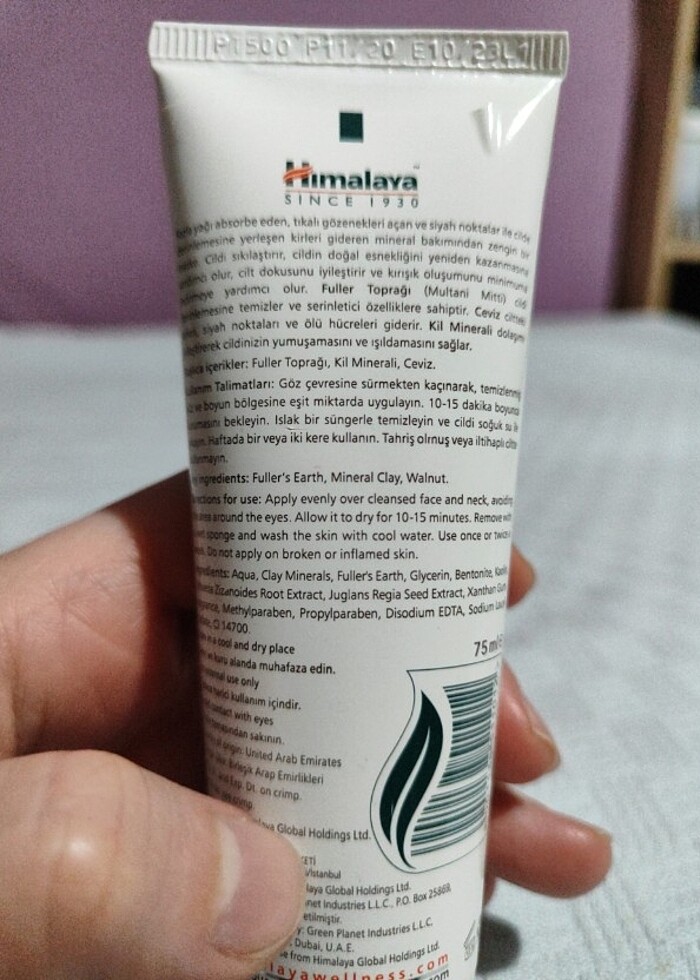 P1500 P11/20 E10/23L1
Himalaya
SINCE 1930
yağı absorbe eden, tıkalı gözenekleri açan ve siyah noktalar ile
yerleşen kirleri gideren mineral bakımından zengin bir
Cildi sıkılaştırır, cildin doğal esnekliğini yeniden kazanmasına
olur, cilt dokusunu iyileştirir ve kırışık oluşumunu minimuma
yardımcı olur. Fuller Toprağı (Multani Mitti) cildi
temizler ve serinletici özelliklere sahiptir. Ceviz
siyah noktaları ve ölü hücreleri giderir. Kil Minerali
cildinizin yumuşamasını ve ışıldamasını sağlar.
içerikler: Fuller Toprağı, Kil Minerali, Ceviz.
Talimatları: Göz çevresine sürmekten kaçınarak, temizlenmiş
ve boyun bölgesine eşit miktarda uygulayın. 10-15 dakika boyunca
bekleyin. Islak bir süngerle temizleyin ve cildi soğuk su ile
Haftada bir veya iki kere kullanın. Tahriş olmuş veya iltihaplı
ingredients: Fuller's Earth, Mineral Clay, Walnut.
for use: Apply evenly over cleansed face and neck, avoiding
around the eyes. Allow it to dry for 10-15 minutes. Remove with
sponge and wash the skin with cool water. Use once or twice
Do not apply on broken or inflamed skin.
Aqua, Clay Minerals, Fuller's Earth, Glycerin, Bentonite,
Zizanoides Root Extract, Juglans Regia Seed Extract, Xanthan
Methylparaben, Propylparaben, Disodium EDTA, Sodium
CI 14700.
in a cool and dry place
75 ml
kuru alanda muhafaza edin.
use only
kullanım içindir.
contact with eyes
sakının.
origin: United Arab Emirates
Birleşik Arap Emirlikleri
Exp. Dt. on crimp.
crimp.
Global Holdings Ltd.
İstanbul
Global Holdings Ltd.
Industries L.L.C., P.O. Box
etilmiştir.
Green Planet Industries L.L.C.
Dubai, U.A.E.
from Himalaya Global Holdings Ltd.